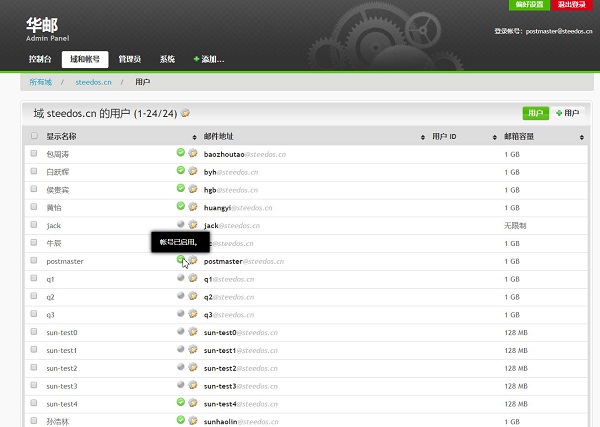 偏好设置 退出登录
华邮
Admin Panel
登录帐号: postmaster@steedos.cn
控制台 域和帐号 管理员 系统 添加...
所有域 / steedos.cn / 用户
域 steedos.cn 的用户 (1-24/24)
用户 用户
显示名称 邮件地址 用户 ID 邮箱容量
包周涛 baozhoutao@steedos.cn 1 GB
白跃辉 byh@steedos.cn 1 GB
侯贵宾 hgb@steedos.cn 1 GB
黄怡 huangyi@steedos.cn 1 GB
jack jack@steedos.cn 无限制
牛辰 @steedos.cn 1 GB
帐号已启用。
postmaster postmaster@steedos.cn 1 GB
q1 q1@steedos.cn 1 GB
q2 q2@steedos.cn 1 GB
q3 q3@steedos.cn 1 GB
sun-test0 sun-test0@steedos.cn 128 MB
sun-test1 sun-test1@steedos.cn 128 MB
sun-test2 sun-test2@steedos.cn 128 MB
sun-test3 sun-test3@steedos.cn 128 MB
sun-test4 sun-test4@steedos.cn 128 MB
孙浩林 sunhaolin@steedos.cn 1 GB